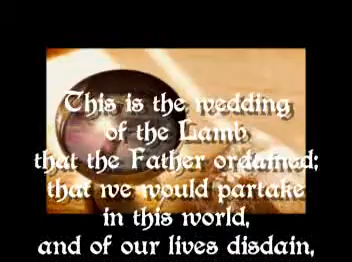 This is the wedding
of the Lamb
that the Father ordained;
that we would partake
in this world,
and of our lives disdain,